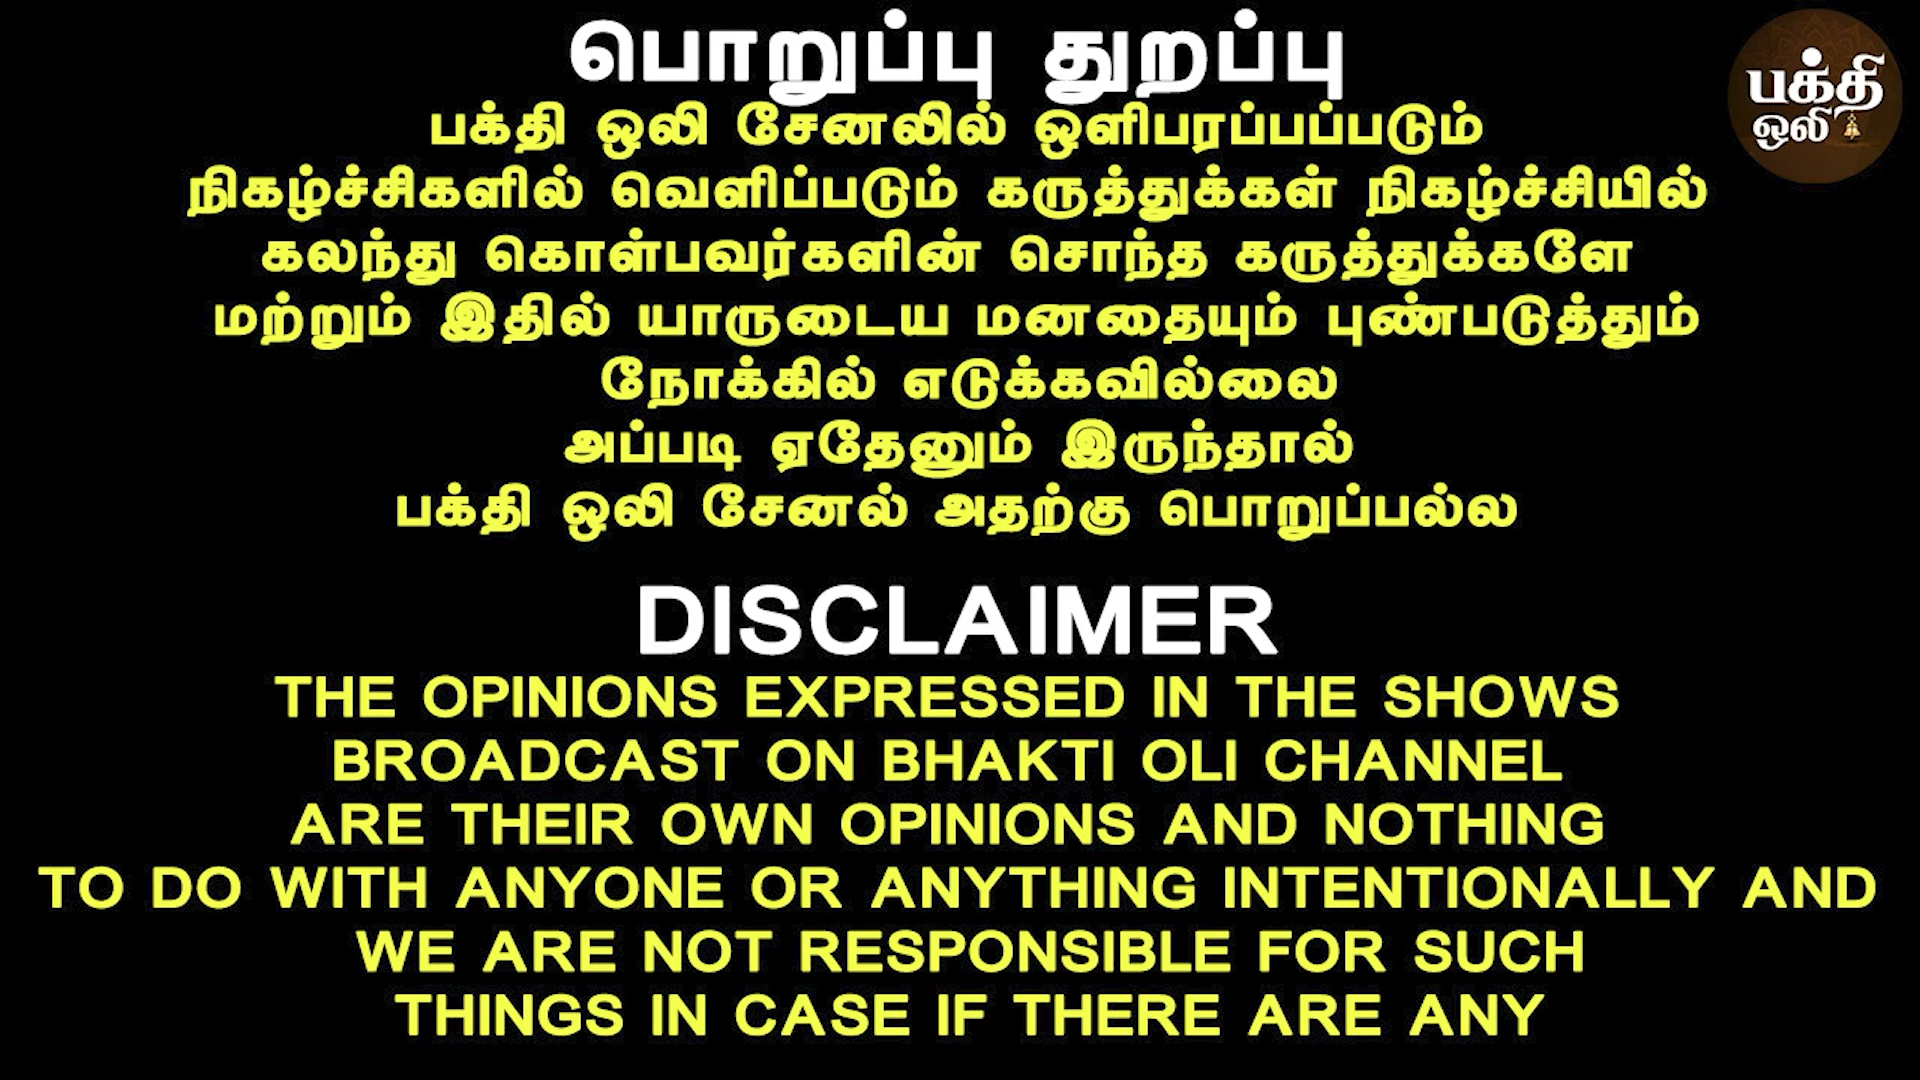 பொறுப்பு துறப்பு
பக்தி ஒலி சேனலில் ஒளிபரப்பப்படும்
நிகழ்ச்சிகளில் வெளிப்படும் கருத்துக்கள் நிகழ்ச்சியில்
கலந்து கொள்பவர்களின் சொந்த கருத்துக்களே
மற்றும் இதில் யாருடைய மனதையும் புண்படுத்தும்
நோக்கில் எடுக்கவில்லை
அப்படி ஏதேனும் இருந்தால்
பக்தி ஒலி சேனல் அதற்கு பொறுப்பல்ல
DISCLAIMER
THE OPINIONS EXPRESSED IN THE SHOWS
BROADCAST ON BHAKTI OLI CHANNEL
ARE THEIR OWN OPINIONS AND NOTHING
TO DO WITH ANYONE OR ANYTHING INTENTIONALLY AND
WE ARE NOT RESPONSIBLE FOR SUCH
THINGS IN CASE IF THERE ARE ANY
பக்தி
ஒலி